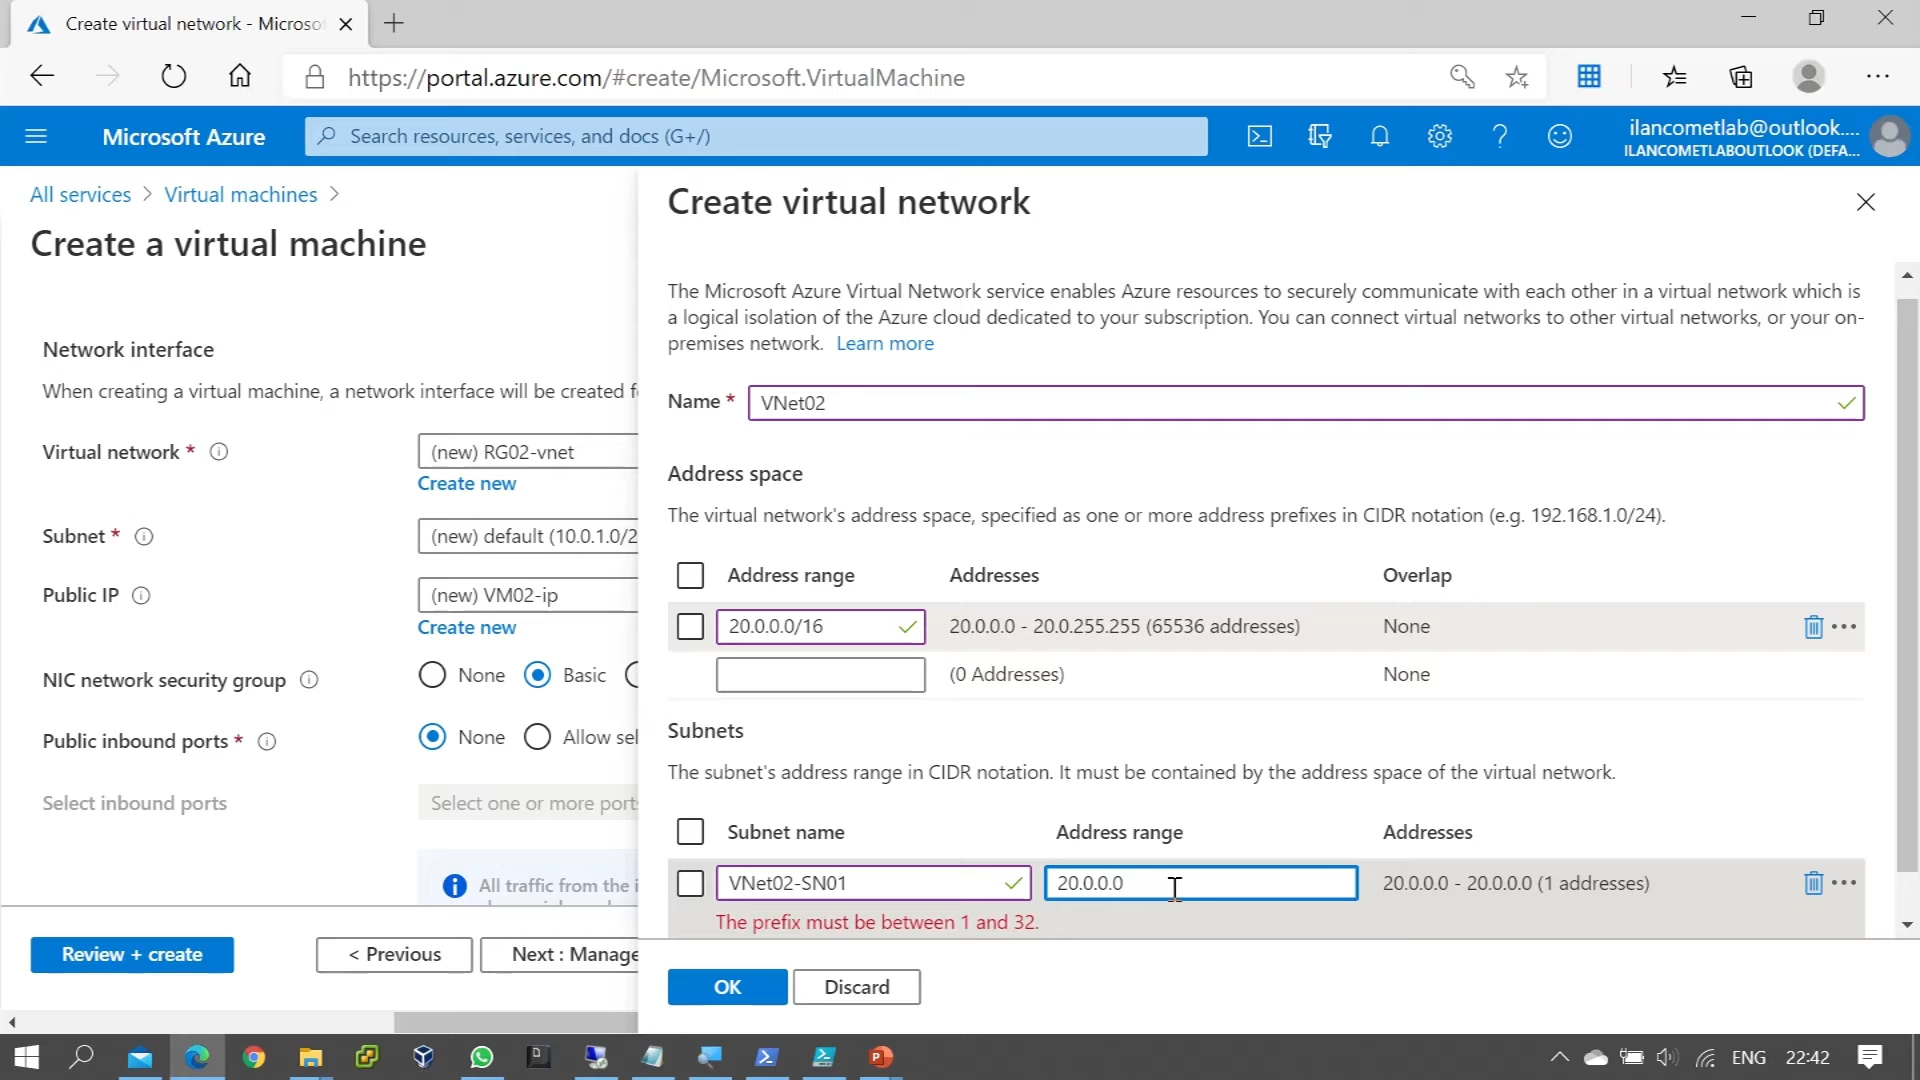 Create virtual network - Microso
https://portal.azure.com/#create/Microsoft.VirtualMachine
Microsoft Azure
Search resources, services, and docs (G+/)
ilancometlab@outlook....
ILANCOMETLABOUTLOOK (DEFA...
All services > Virtual machines >
Create a virtual machine
Network interface
When creating a virtual machine, a network interface will be created f
Virtual network *
(new) RG02-vnet
Create new
Subnet *
(new) default (10.0.1.0/2
Public IP
(new) VM02-ip
Create new
NIC network security group
None
Basic
Public inbound ports *
None
Allow sel
Select inbound ports
Select one or more port
All traffic from the i
Review + create
< Previous
Next : Manage
Create virtual network
The Microsoft Azure Virtual Network service enables Azure resources to securely communicate with each other in a virtual network which is
a logical isolation of the Azure cloud dedicated to your subscription. You can connect virtual networks to other virtual networks, or your on-
premises network. Learn more
Name *
VNet02
Address space
The virtual network's address space, specified as one or more address prefixes in CIDR notation (e.g. 192.168.1.0/24).
Address range
Addresses
Overlap
20.0.0.0/16
20.0.0.0 - 20.0.255.255 (65536 addresses)
None
(0 Addresses)
None
Subnets
The subnet's address range in CIDR notation. It must be contained by the address space of the virtual network.
Subnet name
Address range
Addresses
VNet02-SN01
20.0.0.0
20.0.0.0 - 20.0.0.0 (1 addresses)
The prefix must be between 1 and 32.
OK
Discard
ENG
22:42